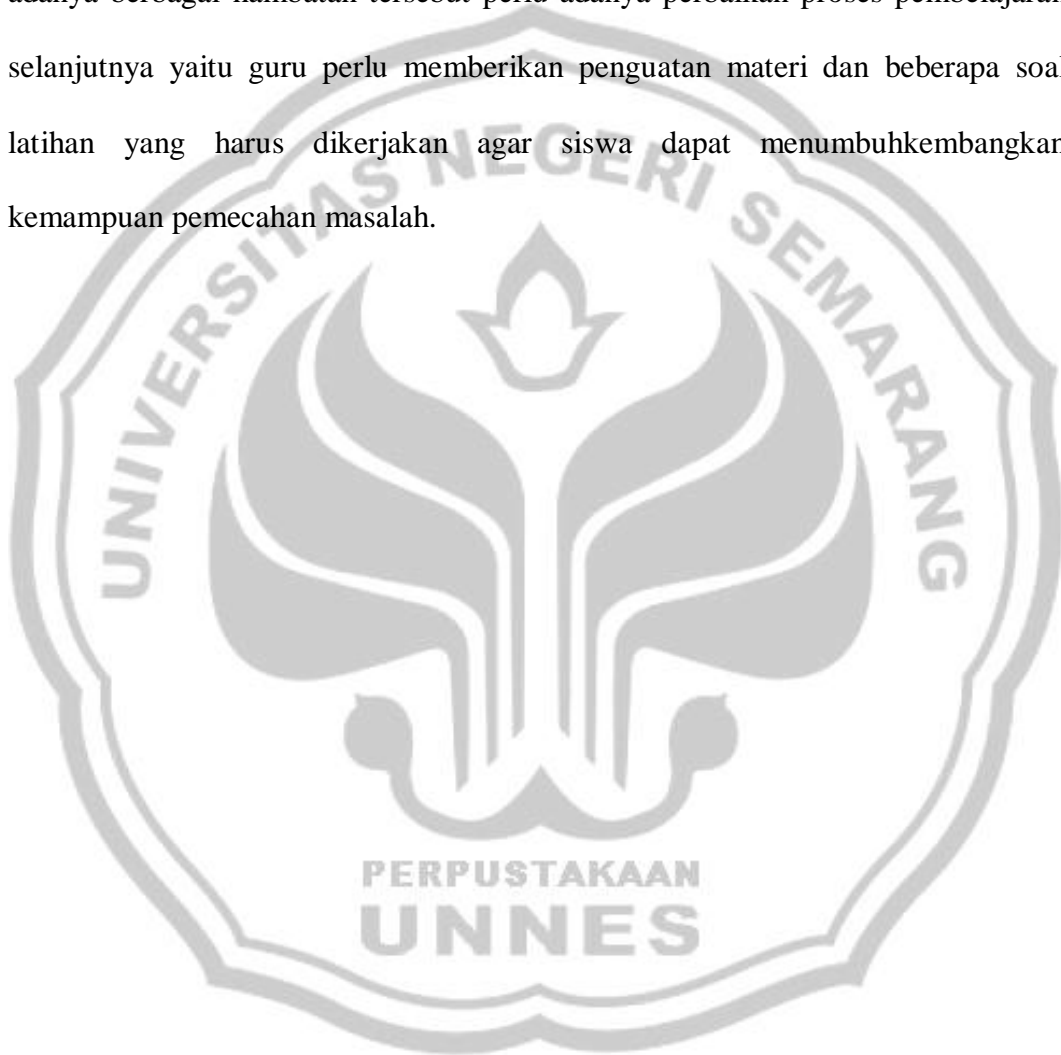 adanya berbagai hambatan tersebut perlu adanya perbaikan proses pembelajaran
selanjutnya yaitu guru perlu memberikan penguatan materi dan beberapa soal
latihan yang harus dikerjakan agar siswa dapat menumbuhkembangkan
kemampuan pemecahan masalah.
UNIVERSITAS NEGERI SEMARANG
PERPUSTAKAAN
UNNES